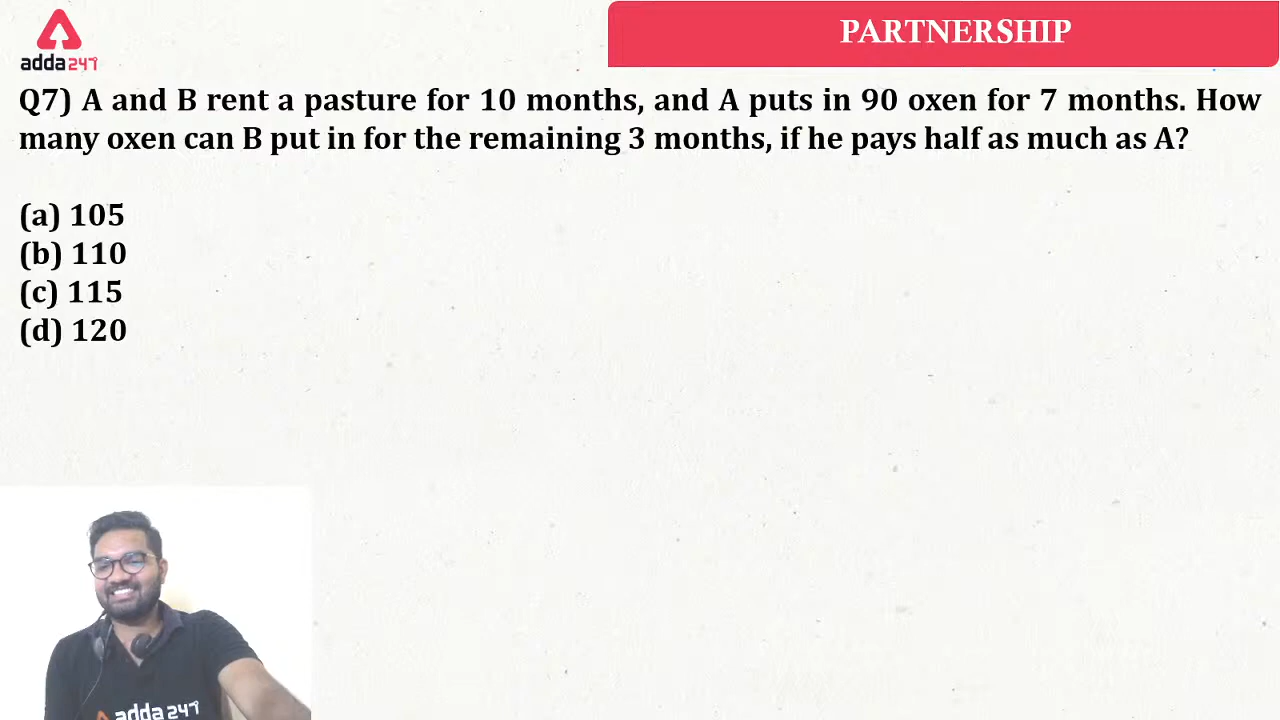 PARTNERSHIP
adda247
Q7) A and B rent a pasture for 10 months, and A puts in 90 oxen for 7 months. How
many oxen can B put in for the remaining 3 months, if he pays half as much as A?
(a) 105
(b) 110
(c) 115
(d) 120
adda247